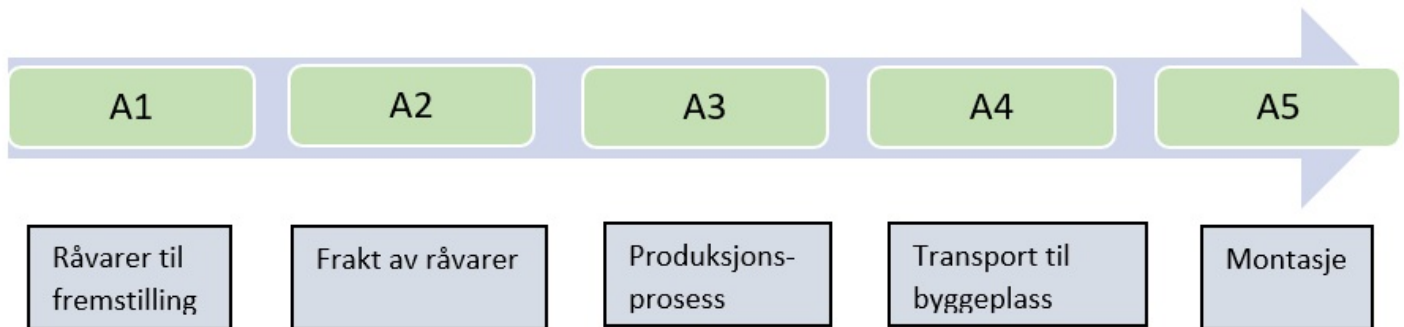 A1
A2
A3
A4
A5
Råvarer til
fremstilling
Frakt av råvarer
Produksjons-
prosess
Transport til
byggeplass
Montasje